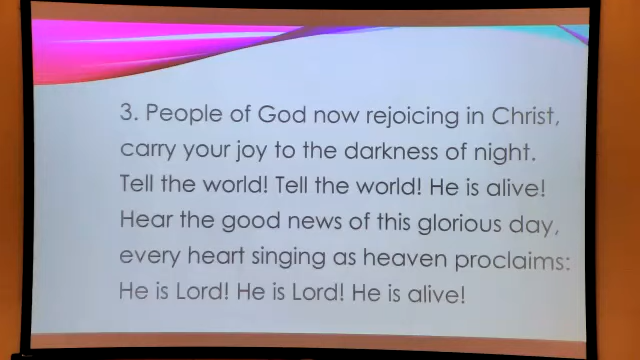 3. People of God now rejoicing in Christ,
carry your joy to the darkness of night.
Tell the world! Tell the world! He is alive!
Hear the good news of this glorious day,
every heart singing as heaven proclaims:
He is Lord! He is Lord! He is alive!